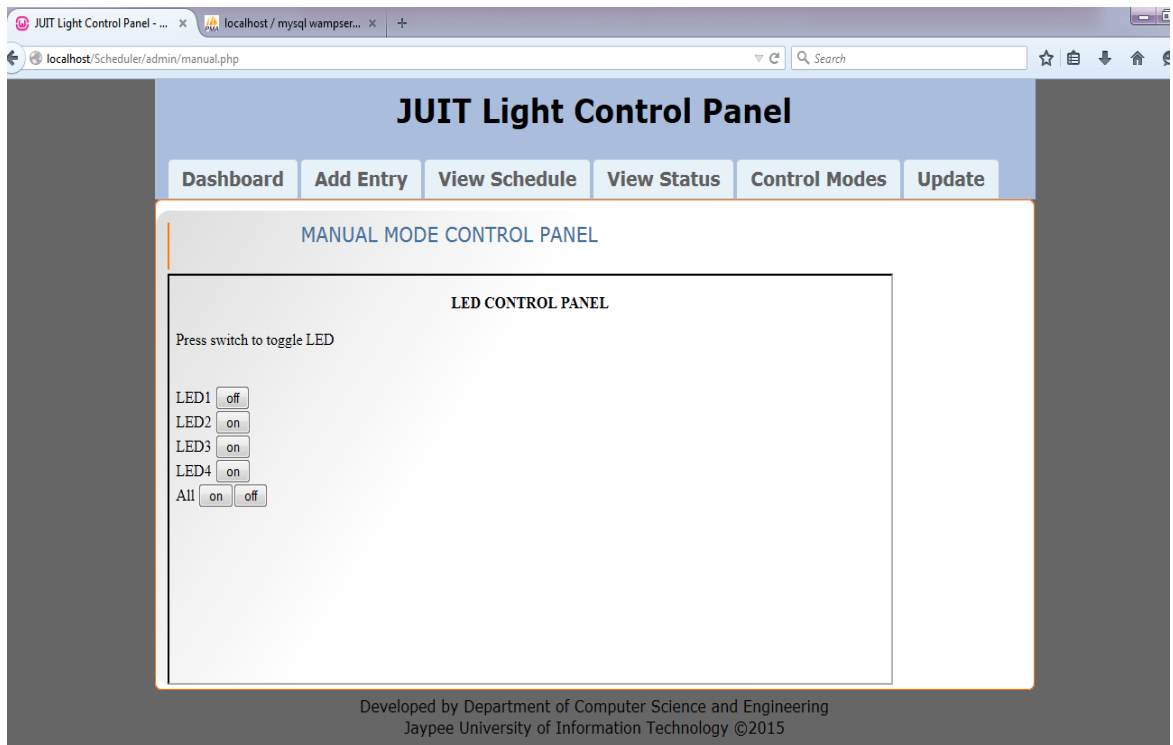 JUIT Light Control Panel - ... × localhost / mysql wampser... × +
localhost/Scheduler/admin/manual.php Search
JUIT Light Control Panel
Dashboard Add Entry View Schedule View Status Control Modes Update
MANUAL MODE CONTROL PANEL
LED CONTROL PANEL
Press switch to toggle LED
LED1 off
LED2 on
LED3 on
LED4 on
All on off
Developed by Department of Computer Science and Engineering
Jaypee University of Information Technology ©2015